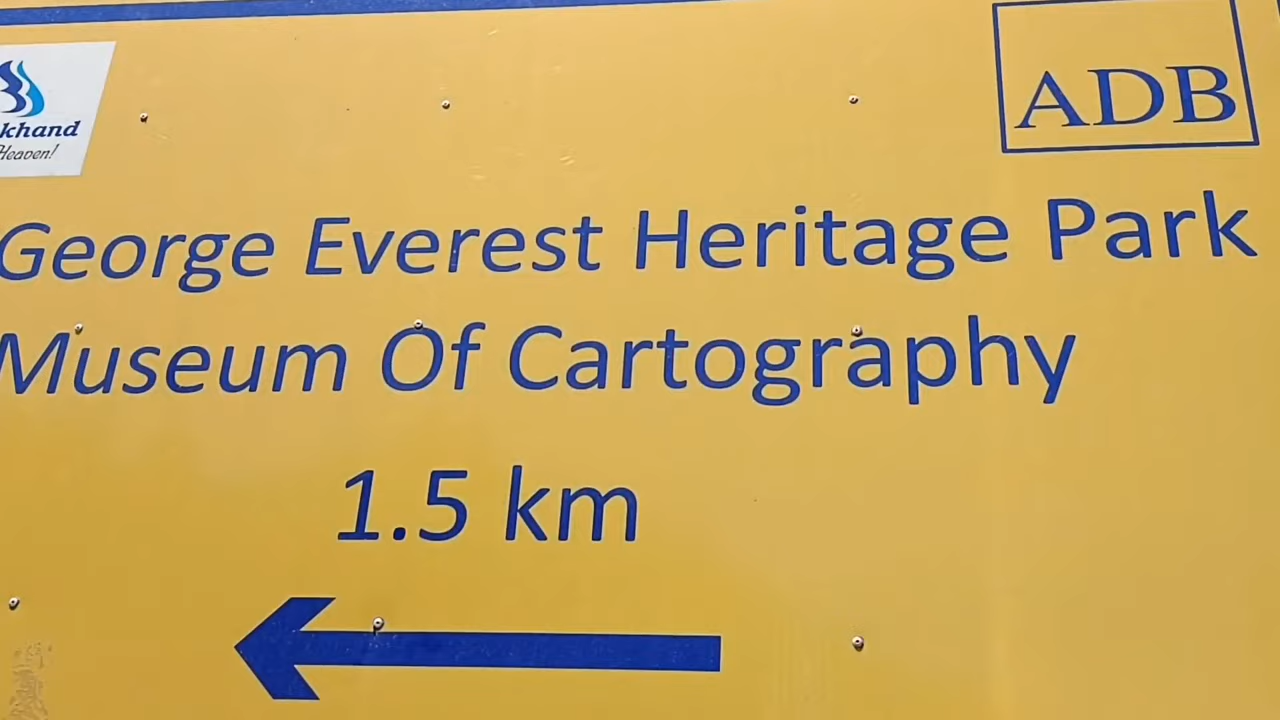 khand
Heaven!
ADB
George Everest Heritage Park
Museum Of Cartography
1.5 km